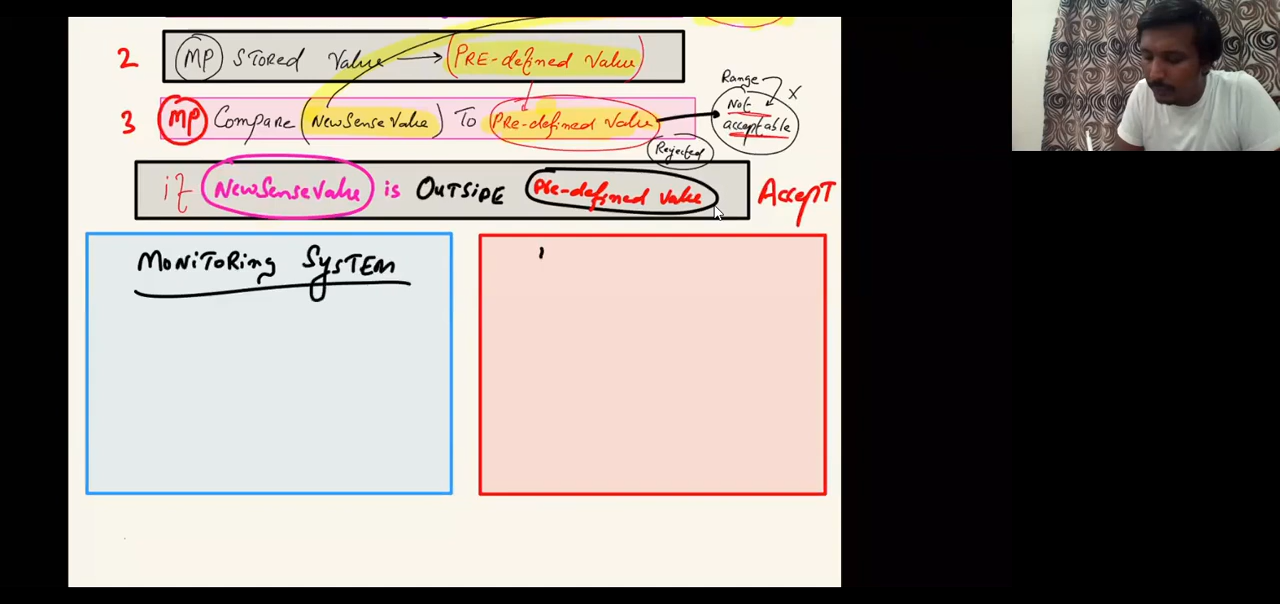 2 MP STORED Value → (PRE-defined Value)
Range
Not x
acceptable
3 MP Compare (NewSenseValue) To PRE-defined Value
Rejected
if NewSenseValue is OUTSIDE Pre-defined value Accept
MONITORing SYSTEM